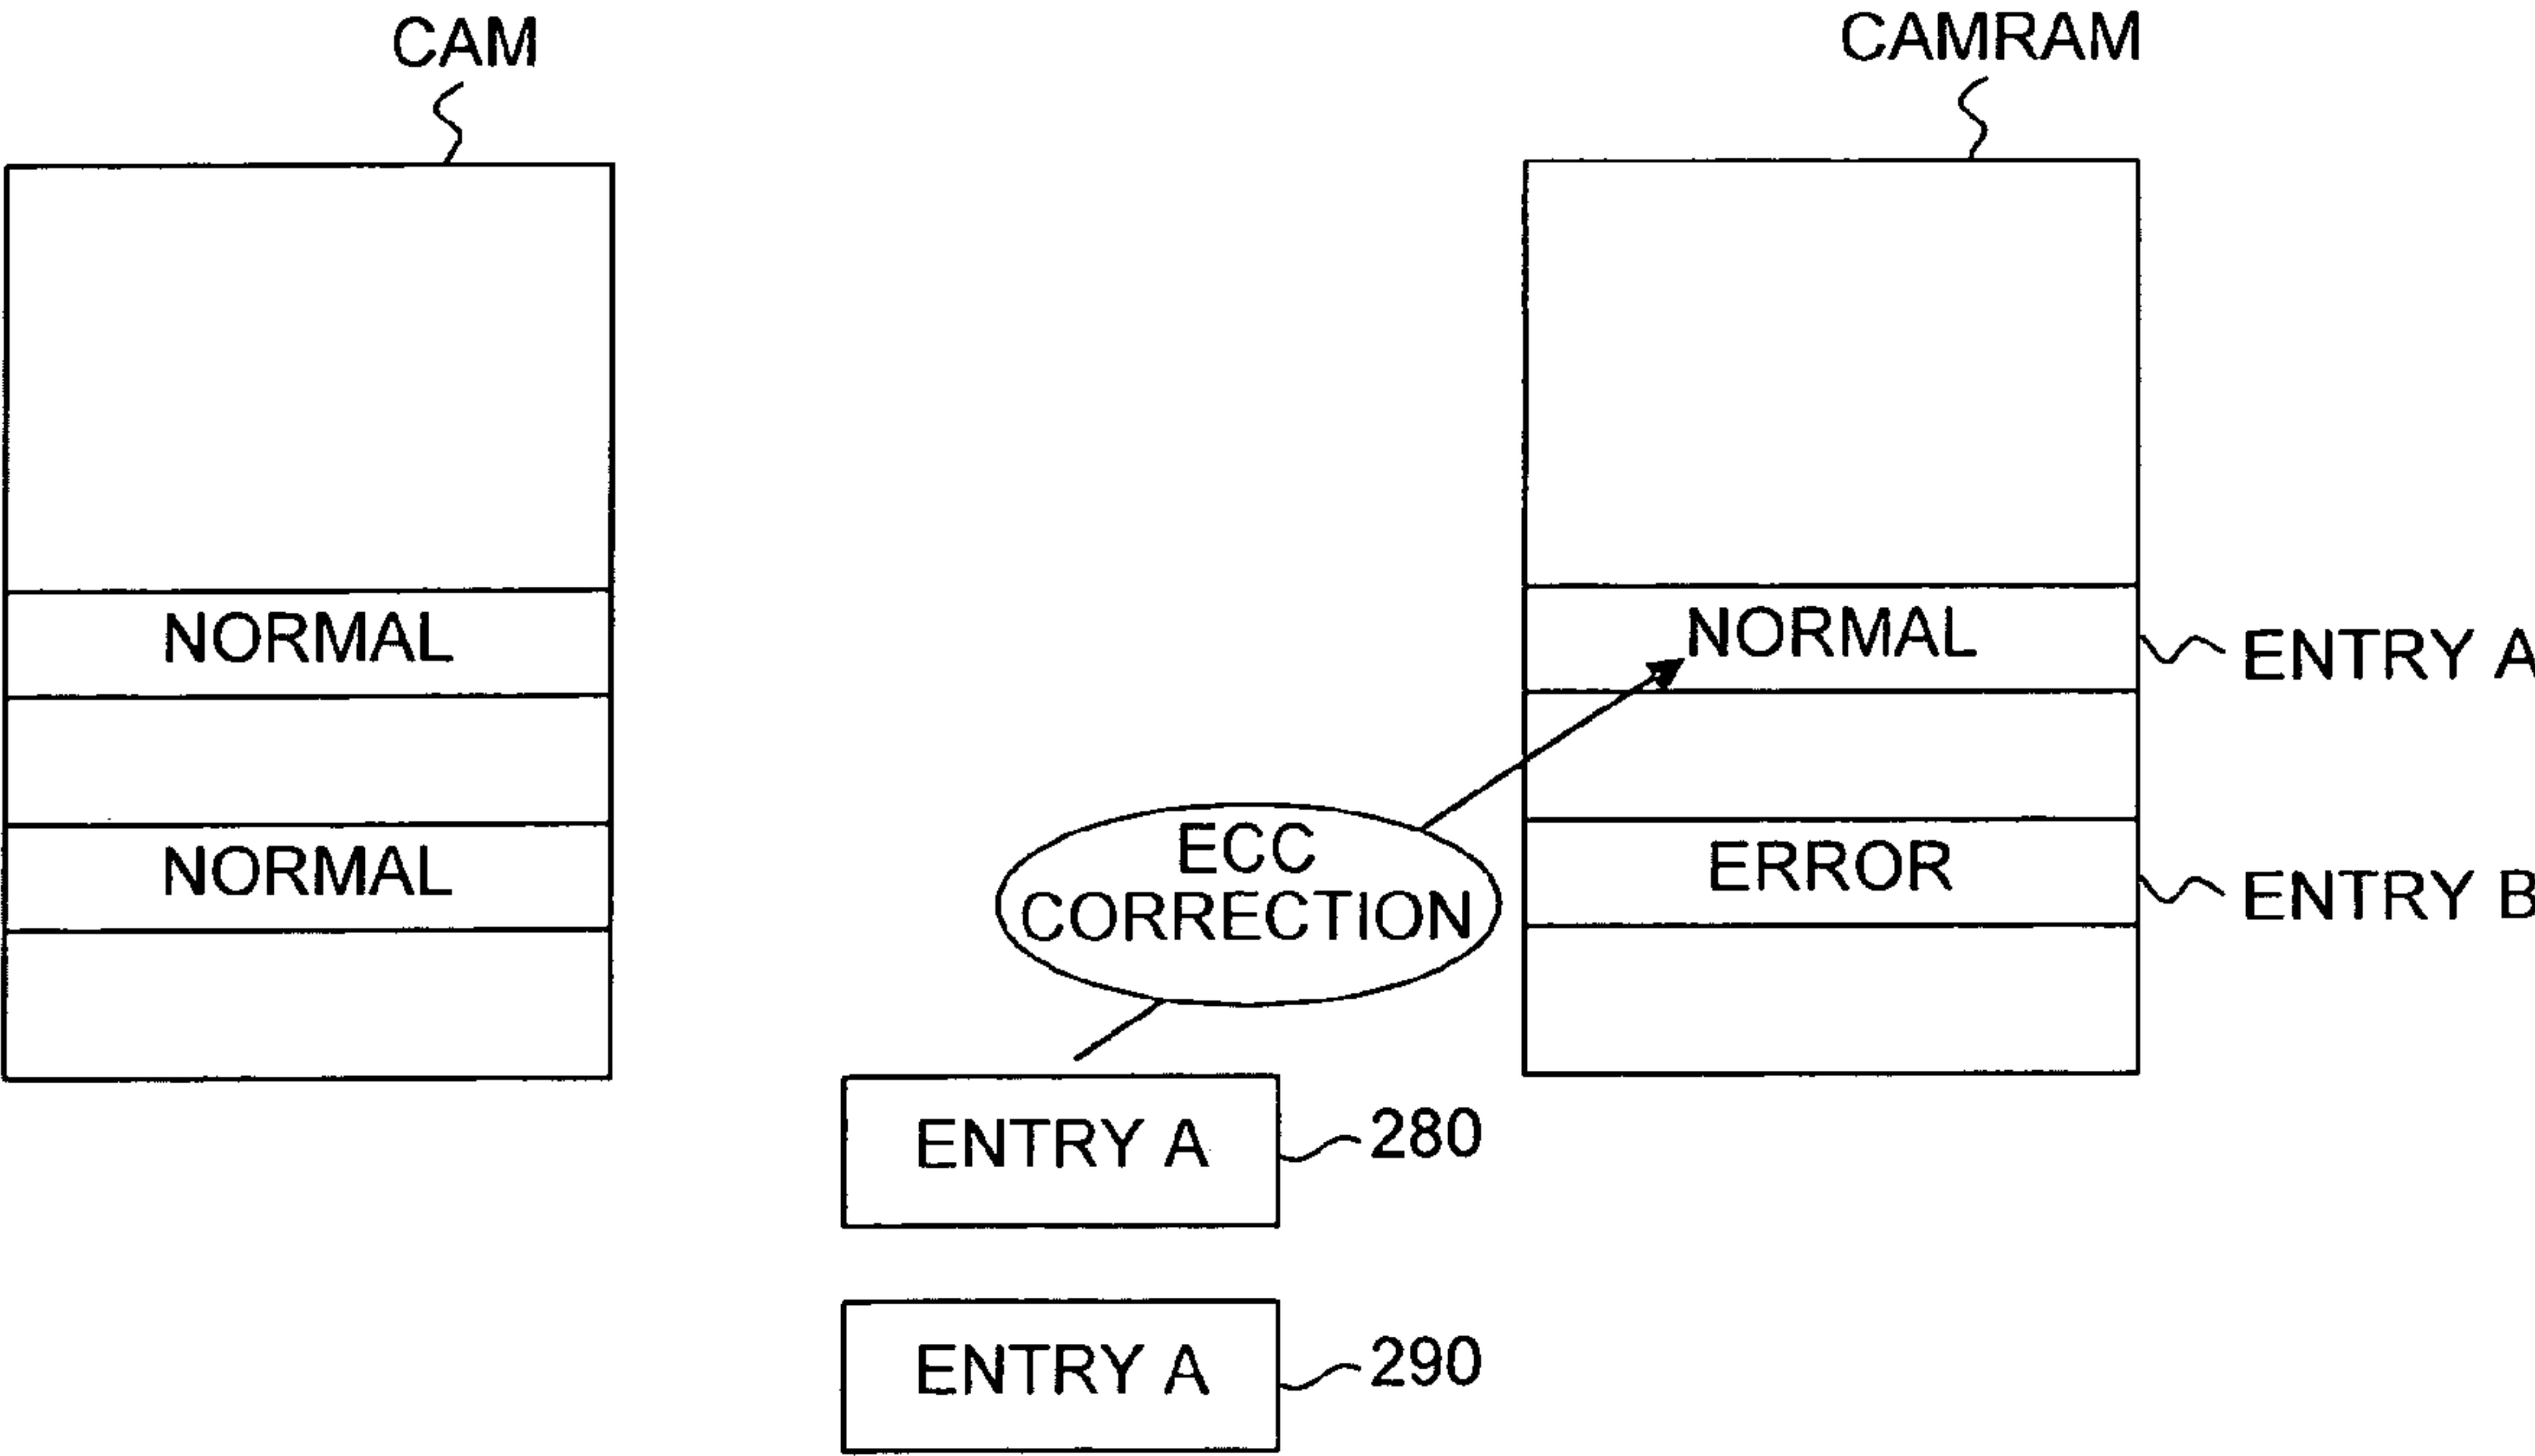 CAM
CAMRAM
NORMAL
NORMAL
ENTRY A
NORMAL
ERROR
ENTRY B
ECC
CORRECTION
ENTRY A
280
ENTRY A
290